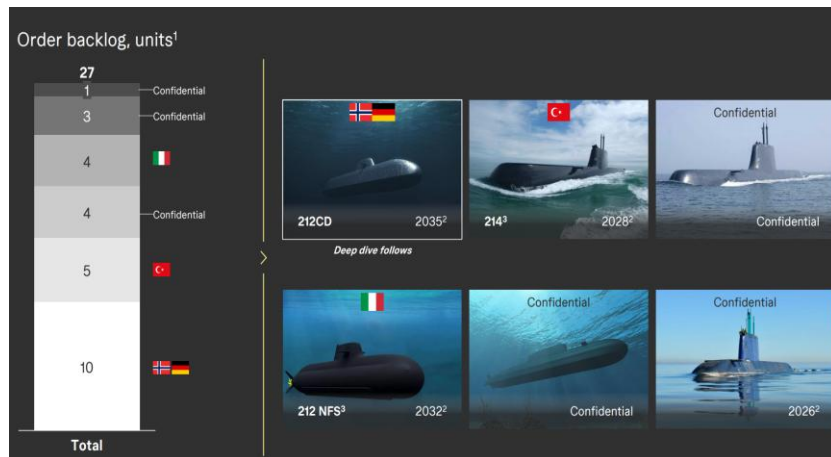 Order backlog, units¹
27
1 Confidential
3 Confidential
4
4 Confidential
5
10
Total
212CD 2035²
Deep dive follows
214³ 2028²
Confidential
Confidential
212 NFS³ 2032²
Confidential
Confidential
Confidential
2026²